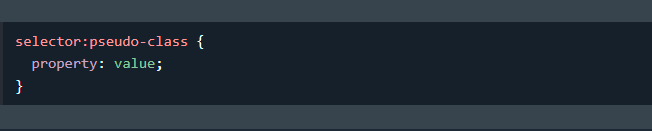 selector:pseudo-class {
  property: value;
}